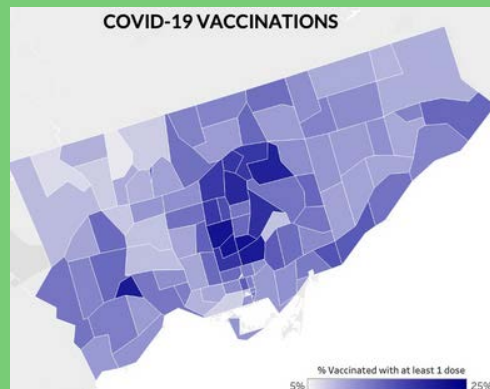 COVID-19 VACCINATIONS
% Vaccinated with at least 1 dose
5% 25%